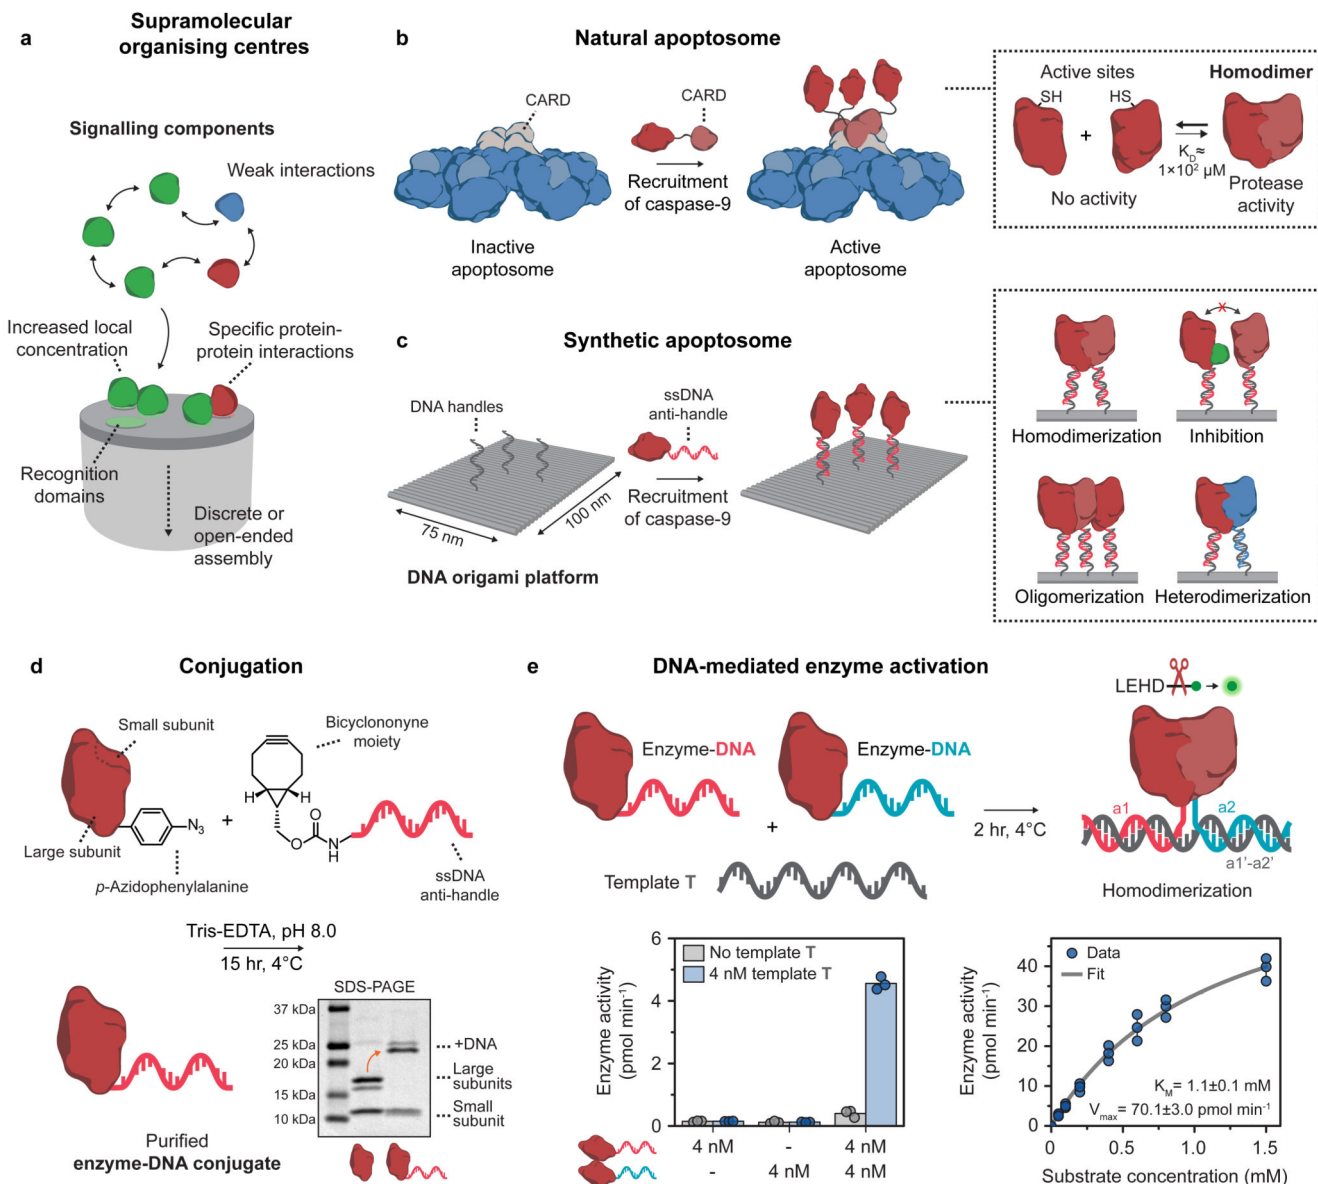 a
Supramolecular
organising centres
Signalling components
Weak interactions
Increased local
concentration
Specific protein-
protein interactions
Recognition
domains
Discrete or
open-ended
assembly
b
Natural apoptosome
CARD
CARD
Recruitment
of caspase-9
Inactive
apoptosome
Active
apoptosome
Active sites
SH
HS
Homodimer
+
K_D≈
1×10² µM
No activity
Protease
activity
c
Synthetic apoptosome
DNA handles
ssDNA
anti-handle
Recruitment
of caspase-9
75 nm
100 nm
DNA origami platform
x
Homodimerization
Inhibition
Oligomerization
Heterodimerization
d
Conjugation
Small subunit
Bicyclononyne
moiety
N₃
+
H
H
O
O
N
H
Large subunit
p-Azidophenylalanine
ssDNA
anti-handle
Tris-EDTA, pH 8.0
15 hr, 4°C
SDS-PAGE
37 kDa
25 kDa
20 kDa
15 kDa
10 kDa
+DNA
Large
subunits
Small
subunit
Purified
enzyme-DNA conjugate
e
DNA-mediated enzyme activation
Enzyme-DNA
+
Enzyme-DNA
Template T
2 hr, 4°C
LEHD
a1
a2
a1'-a2'
Homodimerization
Enzyme activity
(pmol min⁻¹)
6
4
2
0
No template T
4 nM template T
4 nM - 4 nM
- 4 nM 4 nM
Enzyme activity
(pmol min⁻¹)
40
30
20
10
0
Data
Fit
K_M= 1.1±0.1 mM
V_max= 70.1±3.0 pmol min⁻¹
0.0 0.5 1.0 1.5
Substrate concentration (mM)